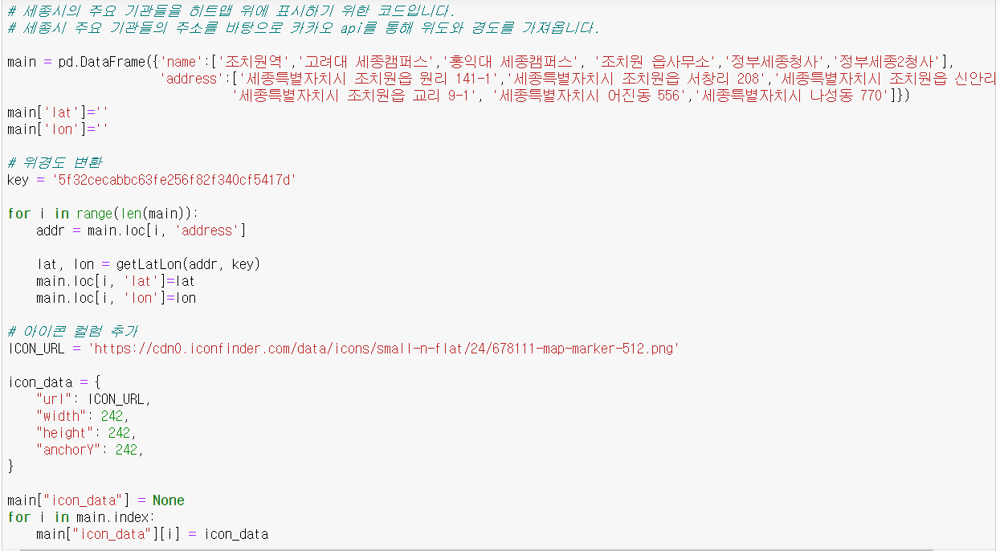 # 세종시의 주요 기관들을 히트맵 위에 표시하기 위한 코드입니다.
# 세종시 주요 기관들의 주소를 바탕으로 카카오 api를 통해 위도와 경도를 가져옵니다.
main = pd.DataFrame({'name':['조치원역','고려대 세종캠퍼스','홍익대 세종캠퍼스', '조치원 읍사무소','정부세종청사','정부세종2청사'],
'address':['세종특별자치시 조치원읍 원리 141-1','세종특별자치시 조치원읍 서창리 208','세종특별자치시 조치원읍 신안리
'세종특별자치시 조치원읍 교리 9-1', '세종특별자치시 어진동 556','세종특별자치시 나성동 770']})
main['lat']=''
main['lon']=''
# 위경도 변환
key = '5f32cecabbc63fe256f82f340cf5417d'
for i in range(len(main)):
addr = main.loc[i, 'address']
lat, lon = getLatLon(addr, key)
main.loc[i, 'lat']=lat
main.loc[i, 'lon']=lon
# 아이콘 컬럼 추가
ICON_URL = 'https://cdn0.iconfinder.com/data/icons/small-n-flat/24/678111-map-marker-512.png'
icon_data = {
"url": ICON_URL,
"width": 242,
"height": 242,
"anchorY": 242,
}
main["icon_data"] = None
for i in main.index:
main["icon_data"][i] = icon_data